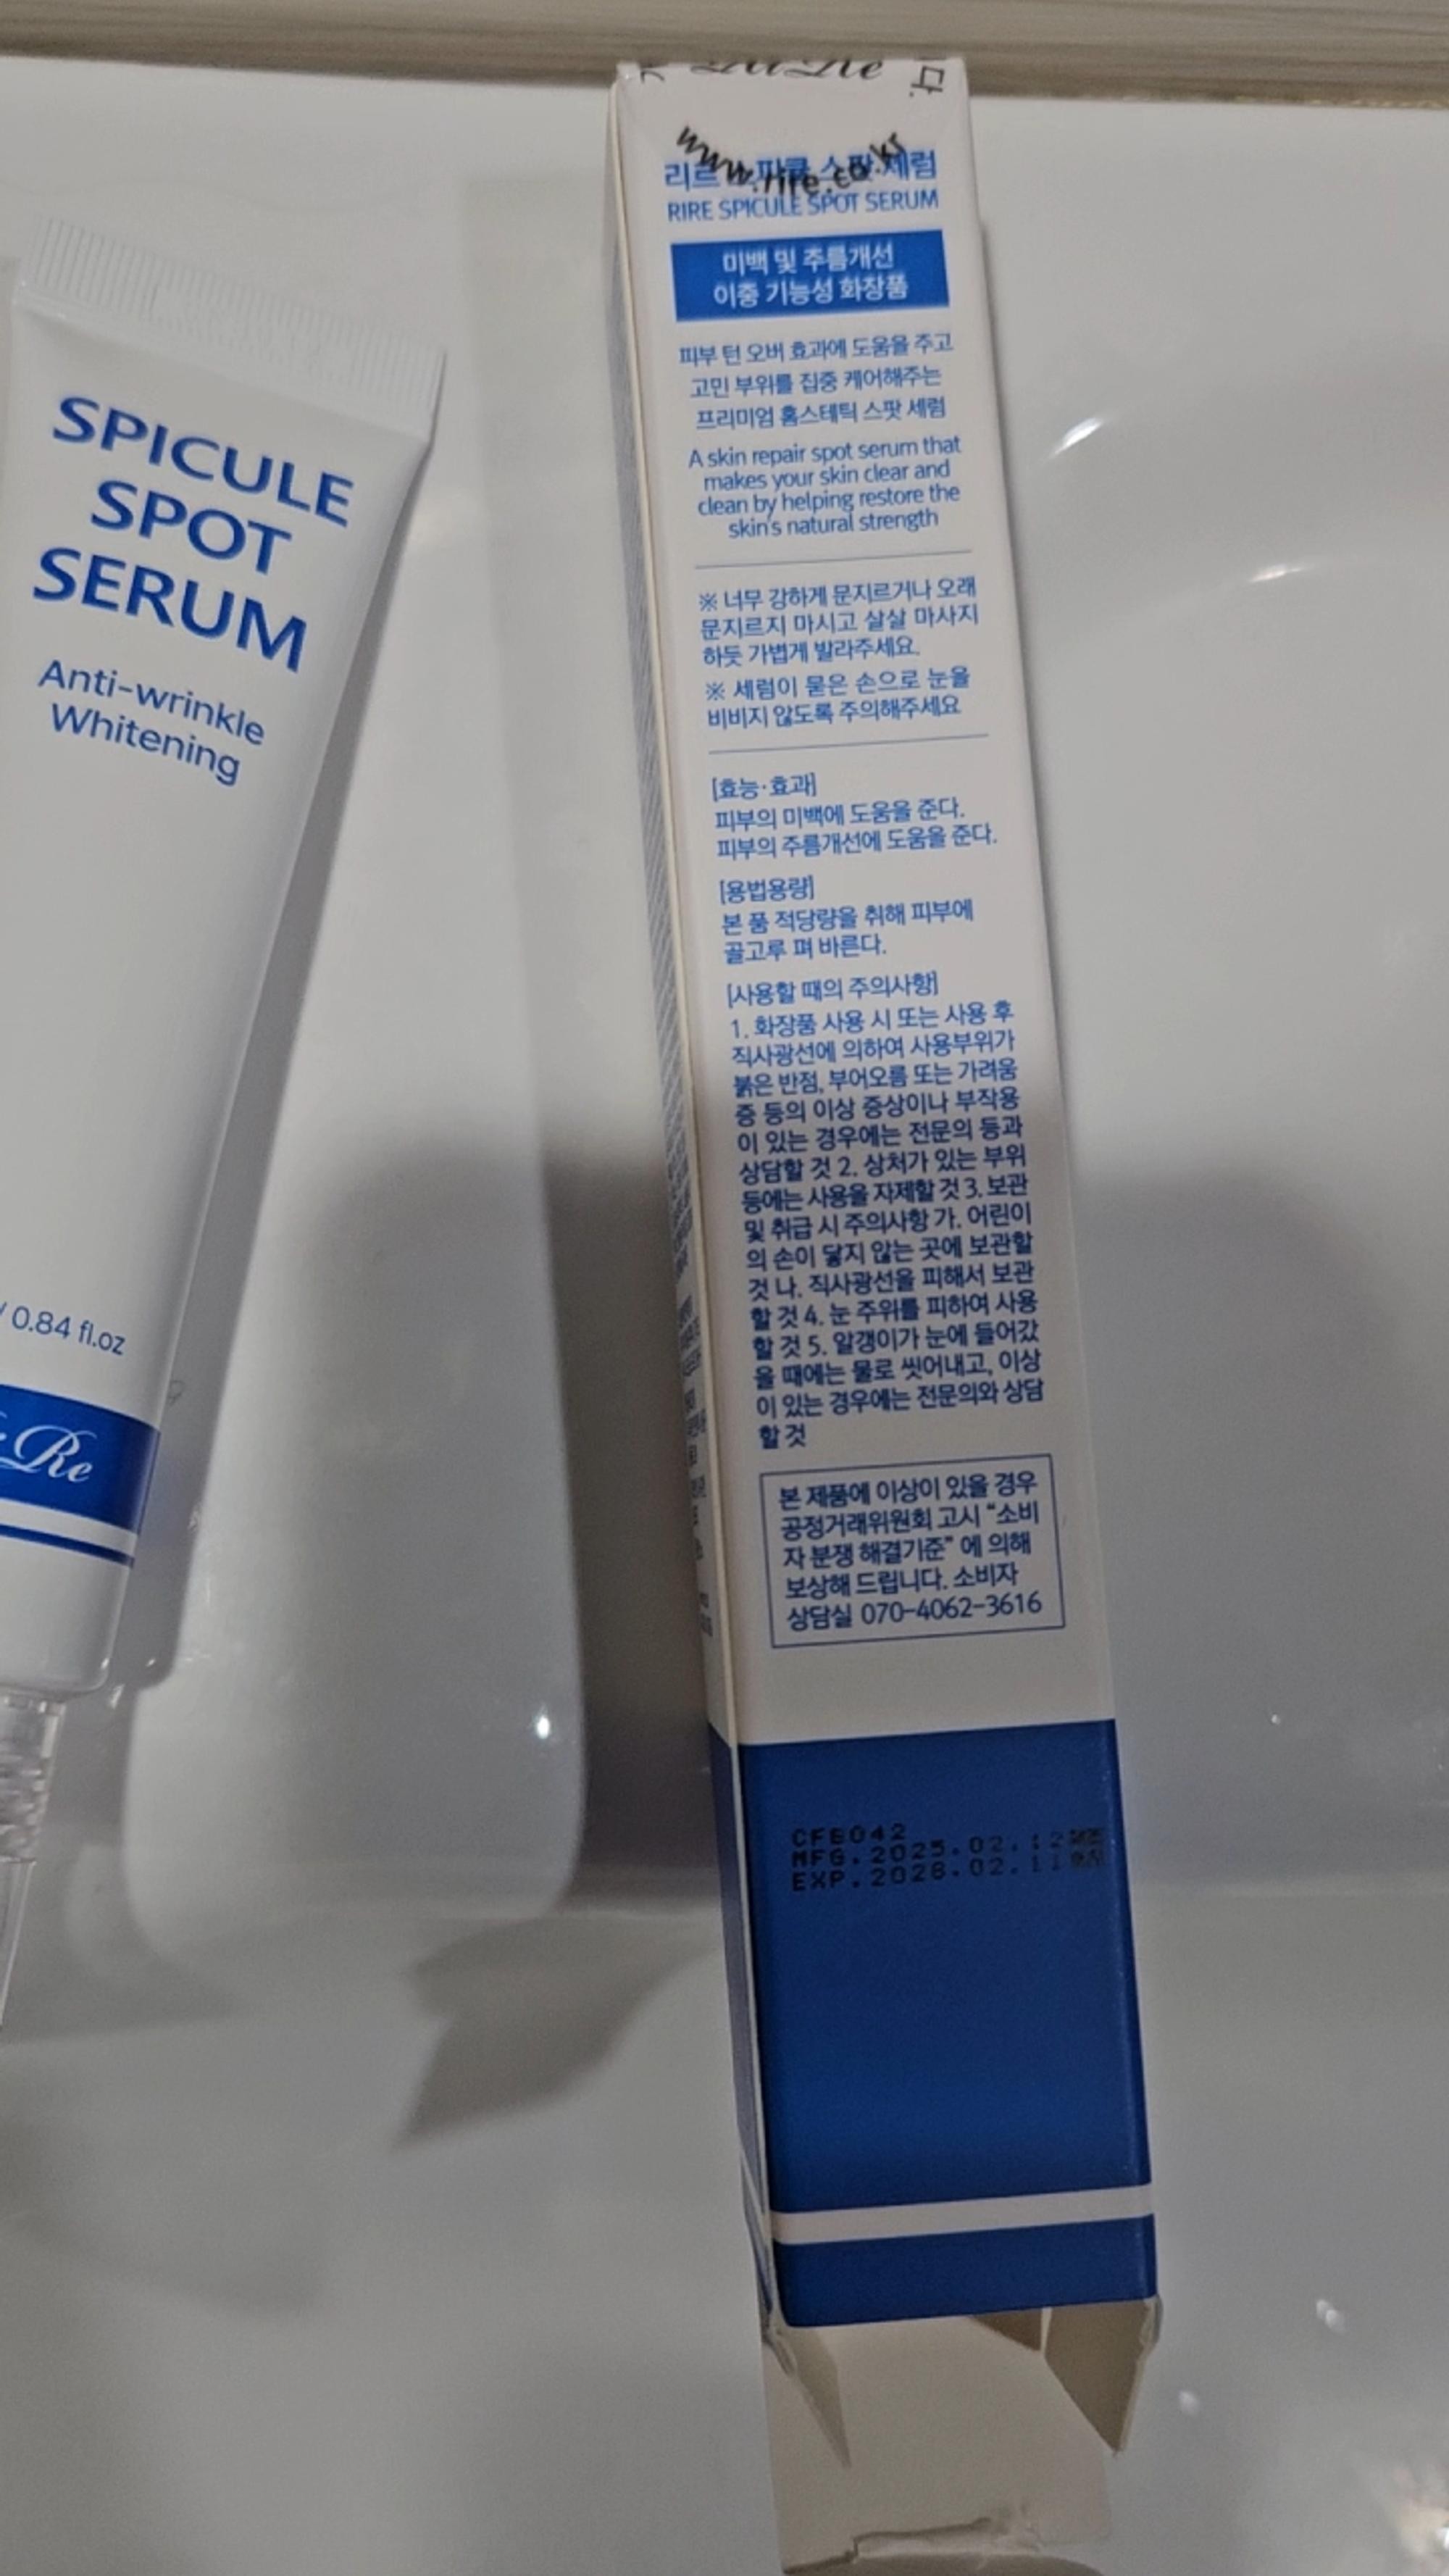 SPICULE
SPOT
SERUM
Anti-wrinkle
Whitening
/ 0.84 fl.oz
Re
RiRe
다.
www.rire.co.kr
리르 스피큘 스팟 세럼
RIRE SPICULE SPOT SERUM
미백 및 주름개선
이중 기능성 화장품
피부 턴 오버 효과에 도움을 주고
고민 부위를 집중 케어해주는
프리미엄 홈스테틱 스팟 세럼
A skin repair spot serum that
makes your skin clear and
clean by helping restore the
skin's natural strength
※ 너무 강하게 문지르거나 오래
문지르지 마시고 살살 마사지
하듯 가볍게 발라주세요.
※ 세럼이 묻은 손으로 눈을
비비지 않도록 주의해주세요
[효능·효과]
피부의 미백에 도움을 준다.
피부의 주름개선에 도움을 준다.
[용법용량]
본 품 적당량을 취해 피부에
골고루 펴 바른다.
[사용할 때의 주의사항]
1. 화장품 사용 시 또는 사용 후
직사광선에 의하여 사용부위가
붉은 반점, 부어오름 또는 가려움
증 등의 이상 증상이나 부작용
이 있는 경우에는 전문의 등과
상담할 것 2. 상처가 있는 부위
등에는 사용을 자제할 것 3. 보관
및 취급 시 주의사항 가. 어린이
의 손이 닿지 않는 곳에 보관할
것 나. 직사광선을 피해서 보관
할 것 4. 눈 주위를 피하여 사용
할 것 5. 알갱이가 눈에 들어갔
을 때에는 물로 씻어내고, 이상
이 있는 경우에는 전문의와 상담
할 것
본 제품에 이상이 있을 경우
공정거래위원회 고시 "소비
자 분쟁 해결기준" 에 의해
보상해 드립니다. 소비자
상담실 070-4062-3616
CFB042
MFG.2025.02.12
EXP.2028.02.11